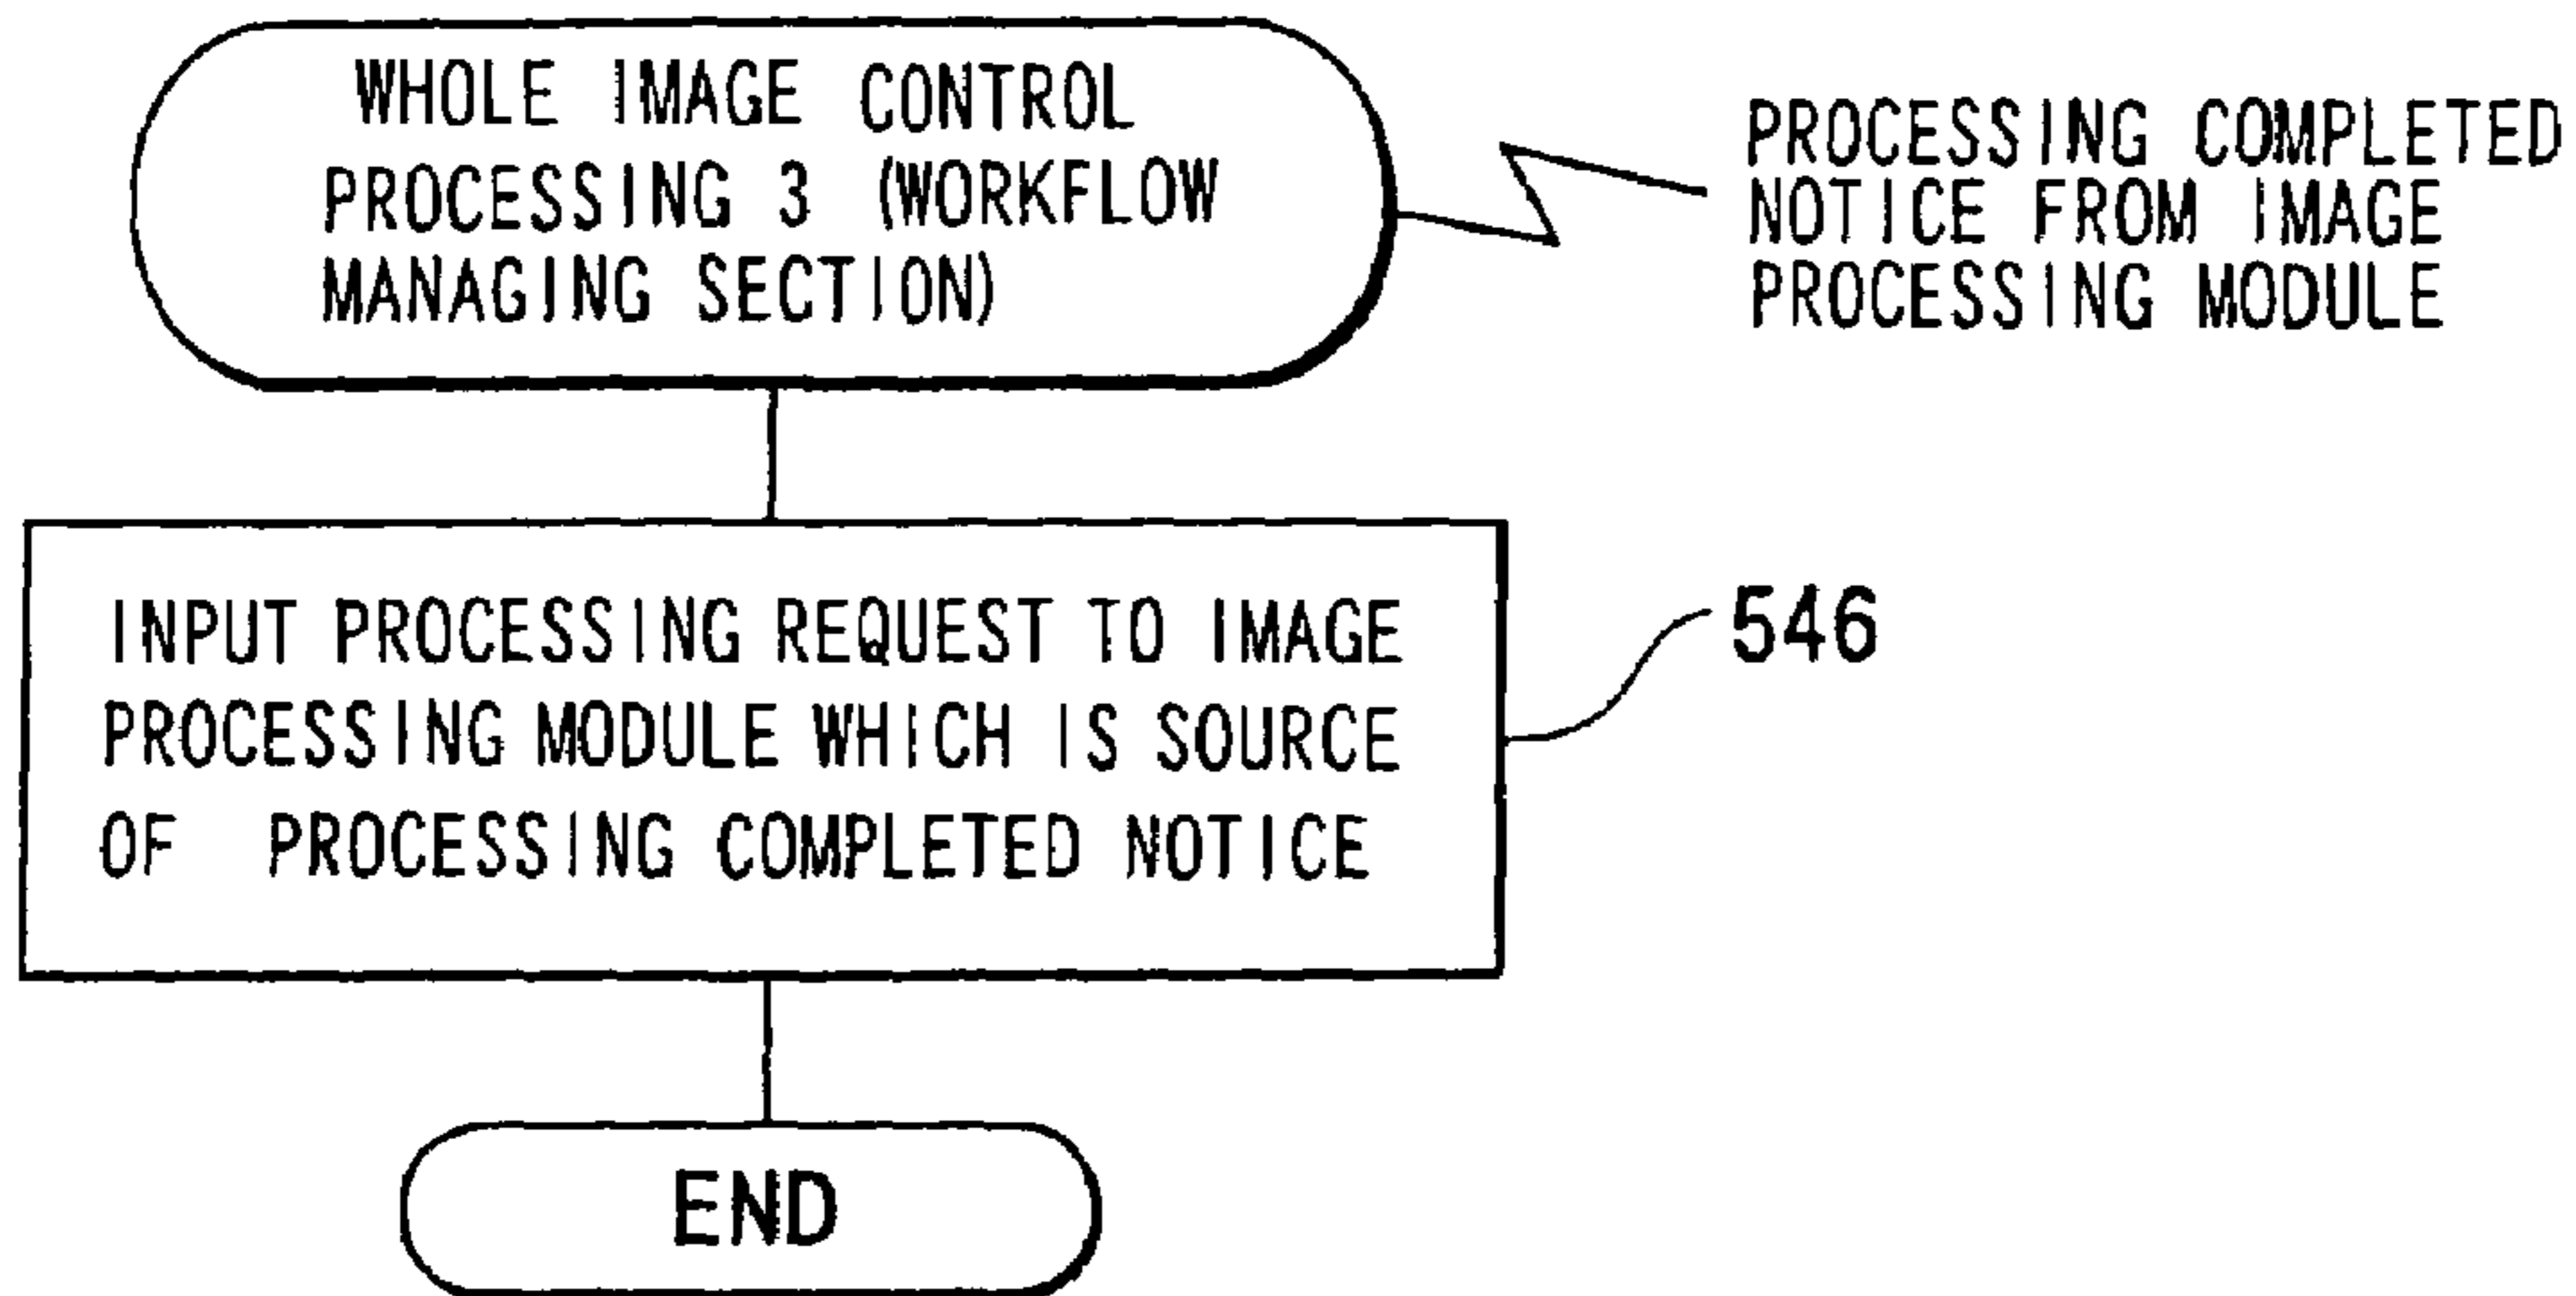 WHOLE IMAGE CONTROL
PROCESSING 3 (WORKFLOW
MANAGING SECTION)
PROCESSING COMPLETED
NOTICE FROM IMAGE
PROCESSING MODULE
INPUT PROCESSING REQUEST TO IMAGE
PROCESSING MODULE WHICH IS SOURCE
OF PROCESSING COMPLETED NOTICE
546
END